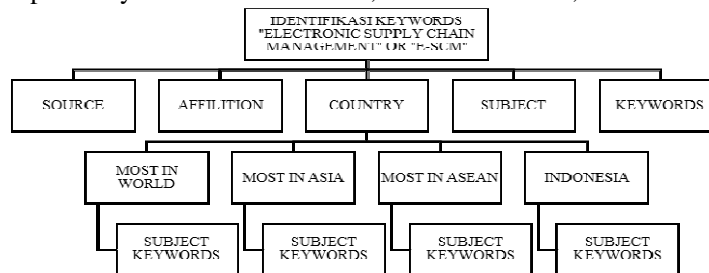 IDENTIFIKASI KEYWORDS
"ELECTRONIC SUPPLY CHAIN
MANAGEMENT" OR "E-SCM"
SOURCE
AFFILITION
COUNTRY
SUBJECT
KEYWORDS
MOST IN
WORLD
MOST IN ASIA
MOST IN ASEAN
INDONESIA
SUBJECT
KEYWORDS
SUBJECT
KEYWORDS
SUBJECT
KEYWORDS
SUBJECT
KEYWORDS